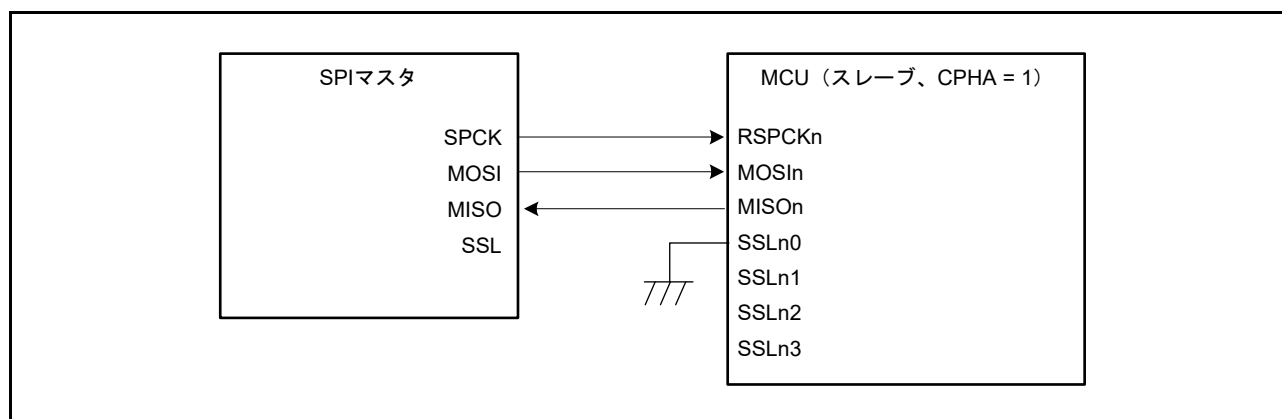 SPIマスタ
SPCK
MOSI
MISO
SSL
MCU（スレーブ、CPHA = 1）
RSPCKn
MOSIn
MISOn
SSLn0
SSLn1
SSLn2
SSLn3